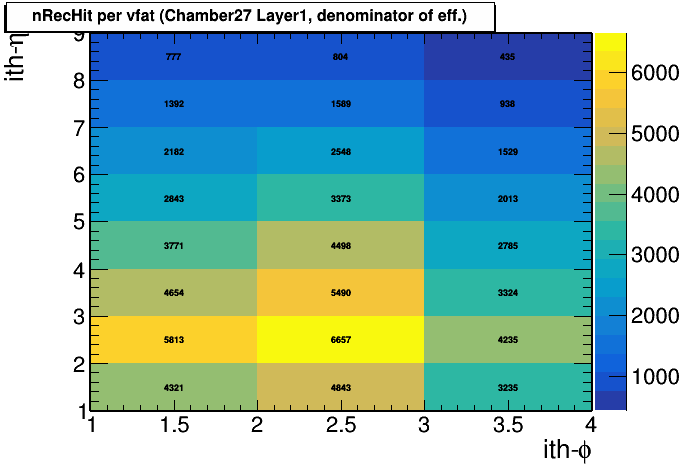 nRecHit per vfat (Chamber27 Layer1, denominator of eff.)
ith-η
9
777 804 435
8
1392 1589 938
7
2182 2548 1529
6
2843 3373 2013
5
3771 4498 2785
4
4654 5490 3324
3
5813 6657 4235
2
4321 4843 3235
1
1 1.5 2 2.5 3 3.5 4
ith-ϕ
6000
5000
4000
3000
2000
1000